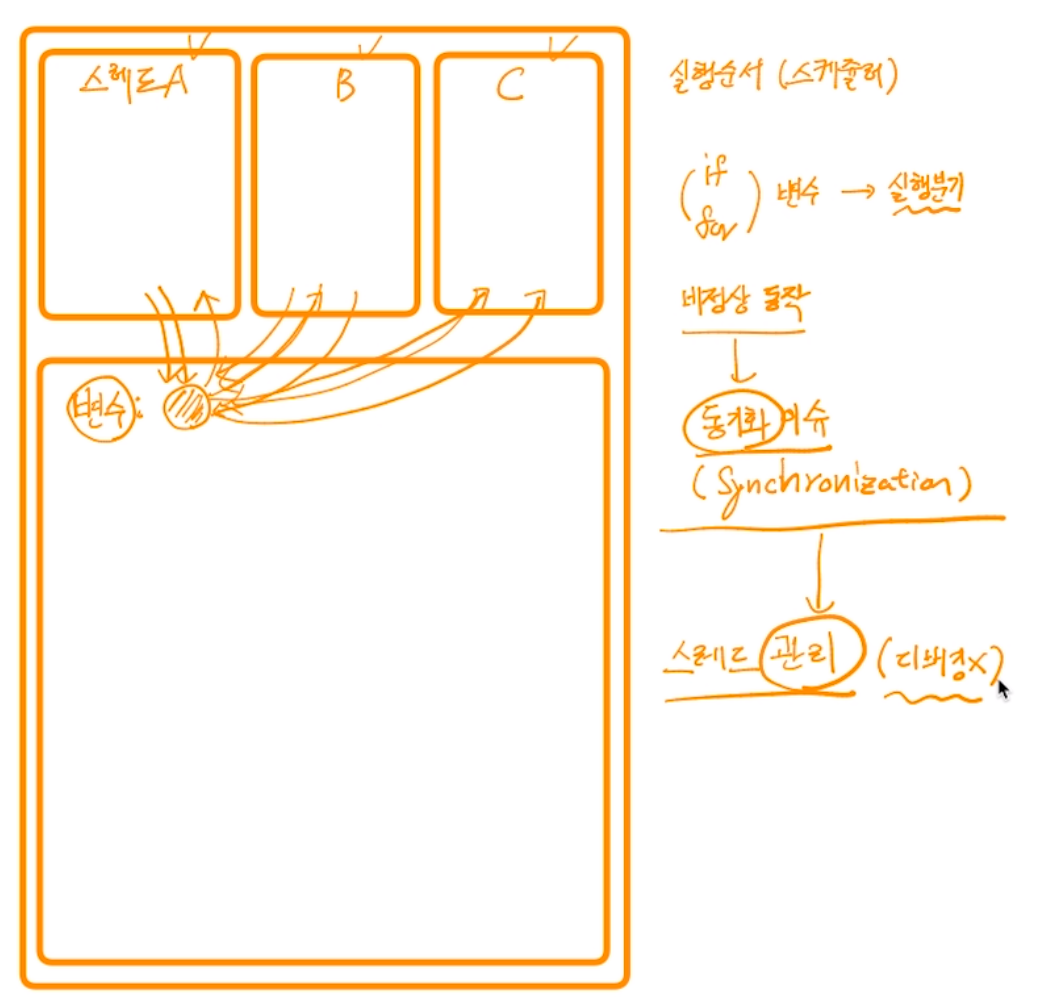 스레드A
B
C
변수:
실행순서 (스케쥴러)
(if for) 변수 → 실행분기
비정상 동작
동기화 이슈
(Synchronization)
스레드 관리 (디배깅X)